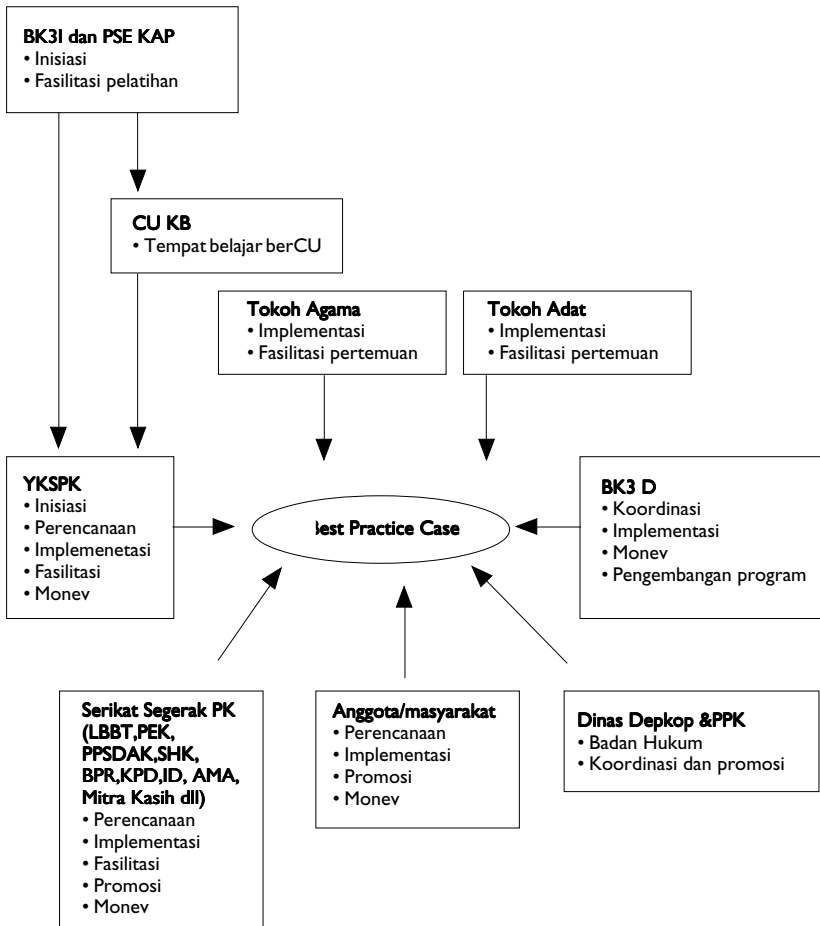 BK3I dan PSE KAP
• Inisiasi
• Fasilitasi pelatihan
CU KB
• Tempat belajar berCU
Tokoh Agama
• Implementasi
• Fasilitasi pertemuan
Tokoh Adat
• Implementasi
• Fasilitasi pertemuan
YKSPK
• Inisiasi
• Perencanaan
• Implemenetasi
• Fasilitasi
• Monev
Best Practice Case
BK3 D
• Koordinasi
• Implementasi
• Monev
• Pengembangan program
Serikat Segerak PK
(LBBT,PEK,
PPSDAK,SHK,
BPR,KPD,ID, AMA,
Mitra Kasih dll)
• Perencanaan
• Implementasi
• Fasilitasi
• Promosi
• Monev
Anggota/masyarakat
• Perencanaan
• Implementasi
• Promosi
• Monev
Dinas Depkop &PPK
• Badan Hukum
• Koordinasi dan promosi